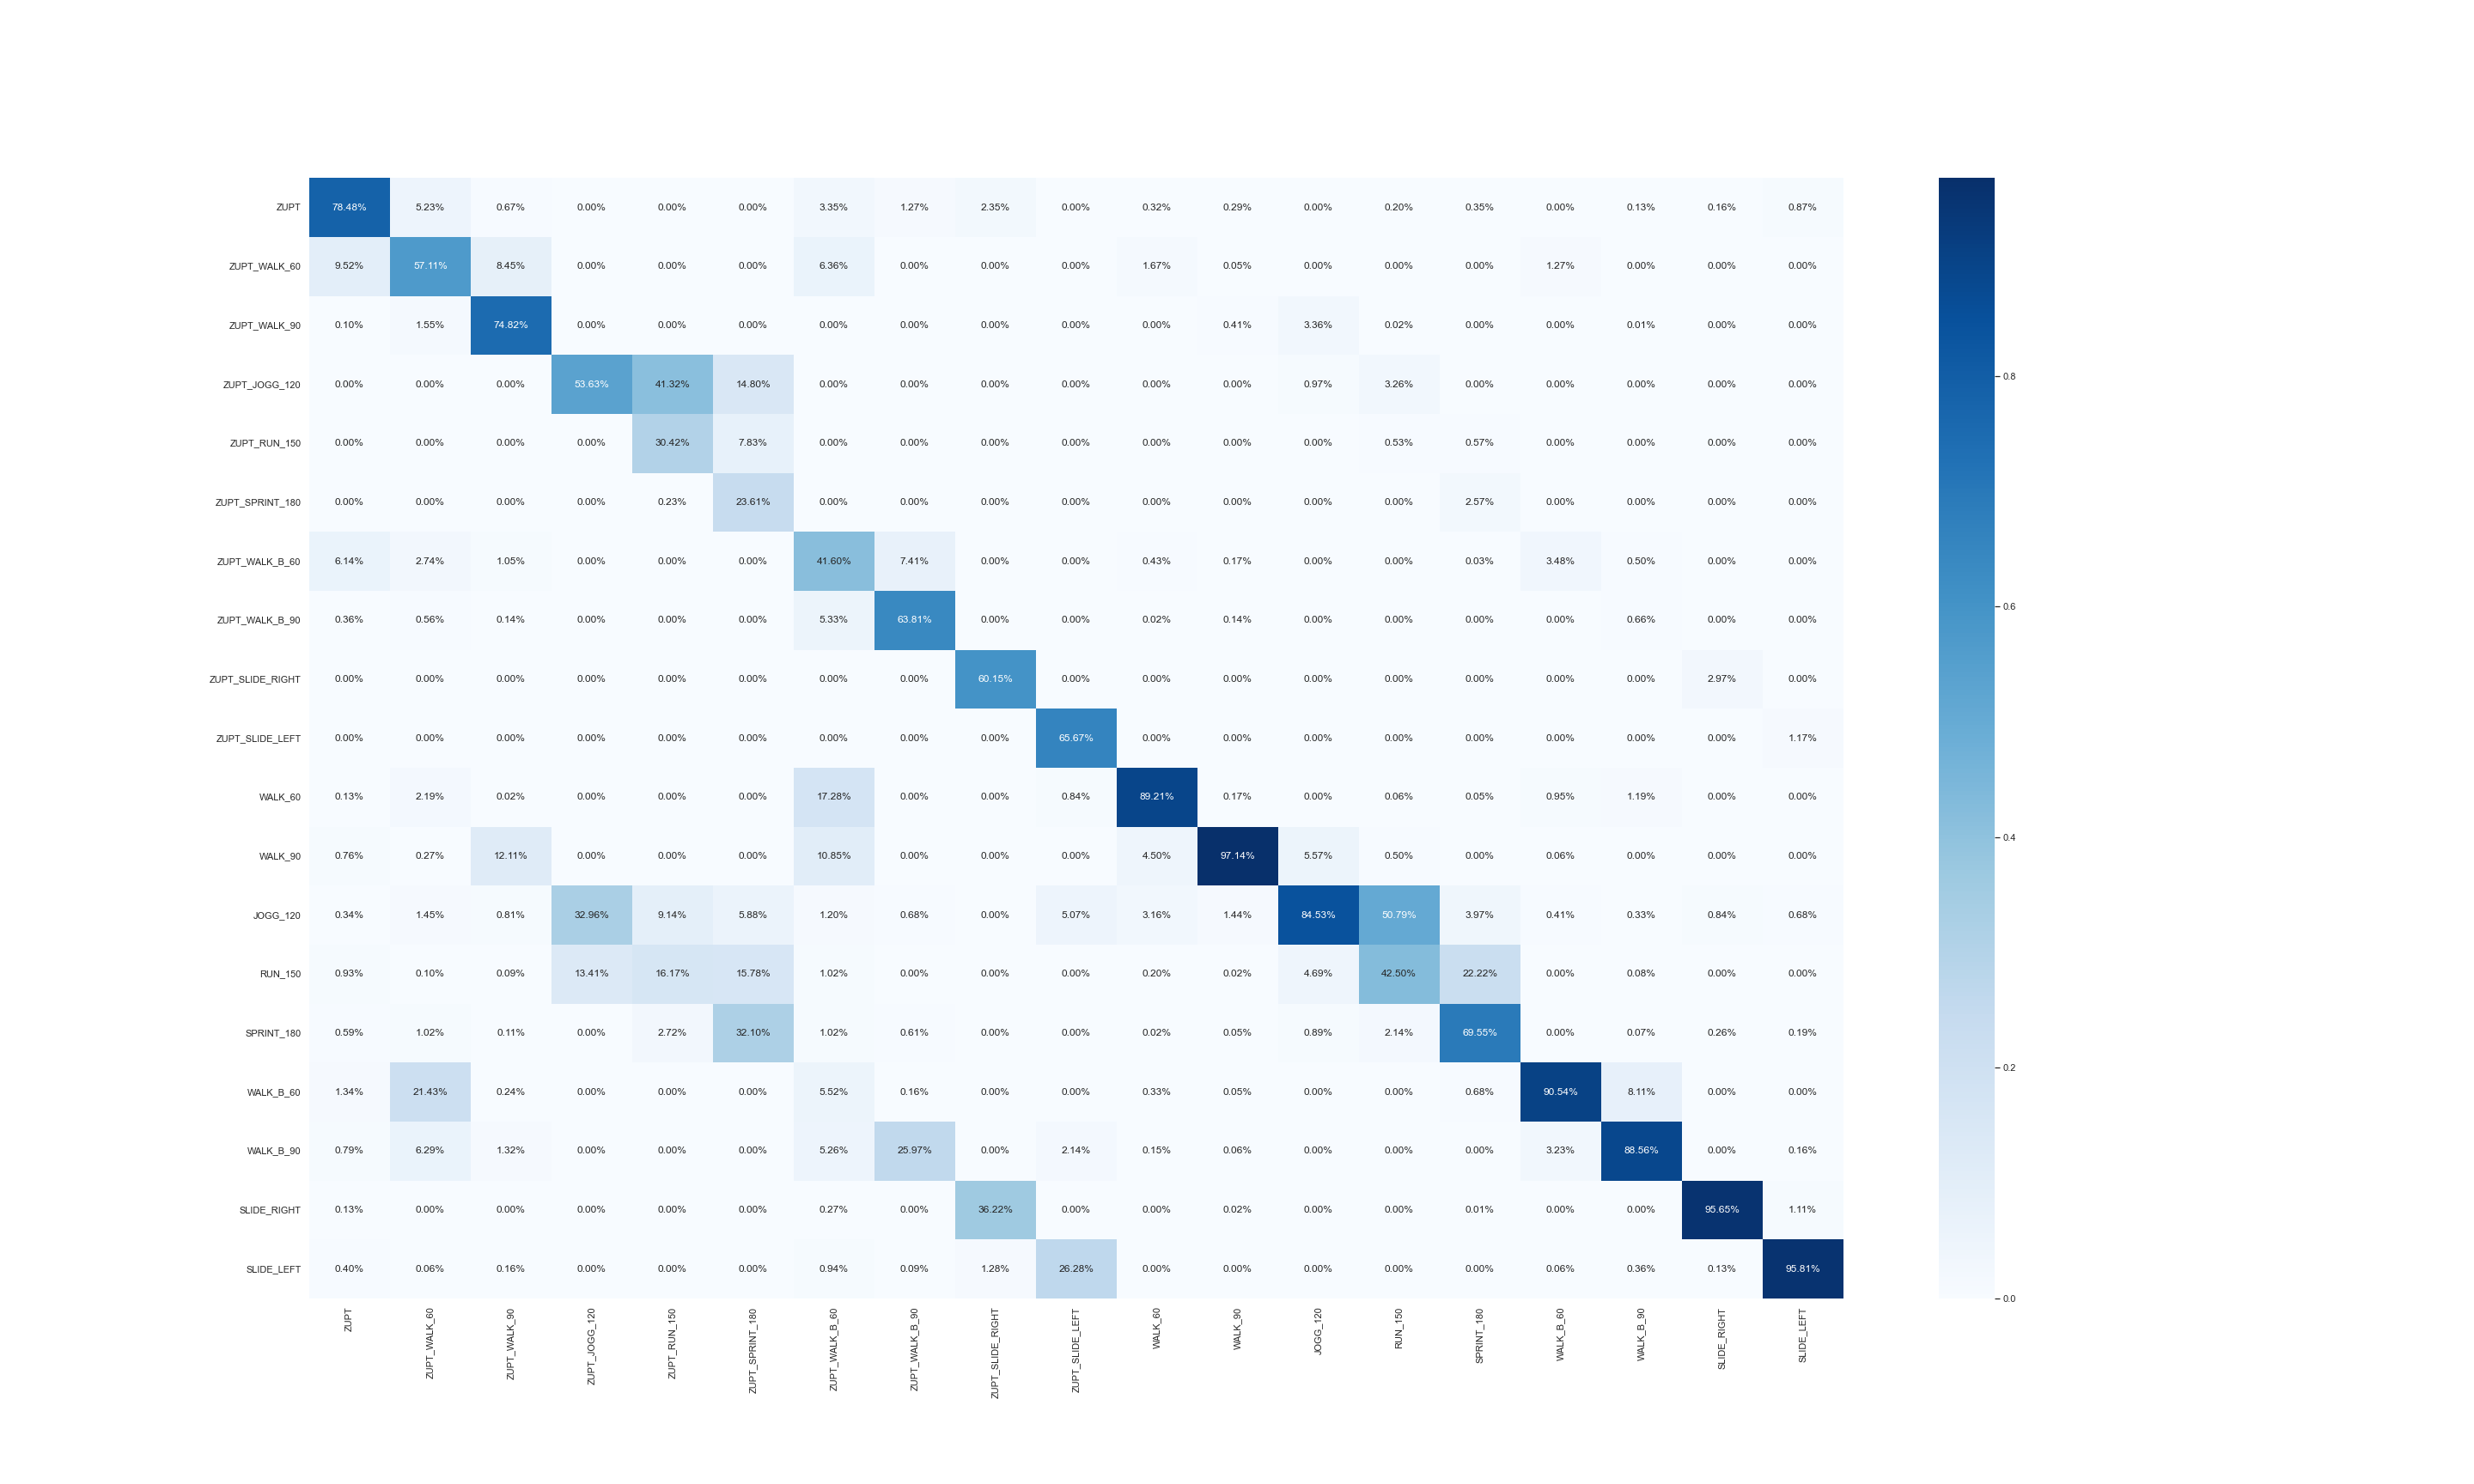 ZUPT 78.48% 5.23% 0.67% 0.00% 0.00% 0.00% 3.35% 1.27% 2.35% 0.00% 0.32% 0.29% 0.00% 0.20% 0.35% 0.00% 0.13% 0.16% 0.87%
ZUPT_WALK_60 9.52% 57.11% 8.45% 0.00% 0.00% 0.00% 6.36% 0.00% 0.00% 0.00% 1.67% 0.05% 0.00% 0.00% 0.00% 1.27% 0.00% 0.00% 0.00%
ZUPT_WALK_90 0.10% 1.55% 74.82% 0.00% 0.00% 0.00% 0.00% 0.00% 0.00% 0.00% 0.00% 0.41% 3.36% 0.02% 0.00% 0.00% 0.01% 0.00% 0.00%
ZUPT_JOGG_120 0.00% 0.00% 0.00% 53.63% 41.32% 14.80% 0.00% 0.00% 0.00% 0.00% 0.00% 0.00% 0.97% 3.26% 0.00% 0.00% 0.00% 0.00% 0.00%
0.8
ZUPT_RUN_150 0.00% 0.00% 0.00% 0.00% 30.42% 7.83% 0.00% 0.00% 0.00% 0.00% 0.00% 0.00% 0.00% 0.53% 0.57% 0.00% 0.00% 0.00% 0.00%
ZUPT_SPRINT_180 0.00% 0.00% 0.00% 0.00% 0.23% 23.61% 0.00% 0.00% 0.00% 0.00% 0.00% 0.00% 0.00% 0.00% 2.57% 0.00% 0.00% 0.00% 0.00%
ZUPT_WALK_B_60 6.14% 2.74% 1.05% 0.00% 0.00% 0.00% 41.60% 7.41% 0.00% 0.00% 0.43% 0.17% 0.00% 0.00% 0.03% 3.48% 0.50% 0.00% 0.00%
0.6
ZUPT_WALK_B_90 0.36% 0.56% 0.14% 0.00% 0.00% 0.00% 5.33% 63.81% 0.00% 0.00% 0.02% 0.14% 0.00% 0.00% 0.00% 0.00% 0.66% 0.00% 0.00%
ZUPT_SLIDE_RIGHT 0.00% 0.00% 0.00% 0.00% 0.00% 0.00% 0.00% 0.00% 60.15% 0.00% 0.00% 0.00% 0.00% 0.00% 0.00% 0.00% 0.00% 2.97% 0.00%
ZUPT_SLIDE_LEFT 0.00% 0.00% 0.00% 0.00% 0.00% 0.00% 0.00% 0.00% 0.00% 65.67% 0.00% 0.00% 0.00% 0.00% 0.00% 0.00% 0.00% 0.00% 1.17%
WALK_60 0.13% 2.19% 0.02% 0.00% 0.00% 0.00% 17.28% 0.00% 0.00% 0.84% 89.21% 0.17% 0.00% 0.06% 0.05% 0.95% 1.19% 0.00% 0.00%
0.4
WALK_90 0.76% 0.27% 12.11% 0.00% 0.00% 0.00% 10.85% 0.00% 0.00% 0.00% 4.50% 97.14% 5.57% 0.50% 0.00% 0.06% 0.00% 0.00% 0.00%
JOGG_120 0.34% 1.45% 0.81% 32.96% 9.14% 5.88% 1.20% 0.68% 0.00% 5.07% 3.16% 1.44% 84.53% 50.79% 3.97% 0.41% 0.33% 0.84% 0.68%
RUN_150 0.93% 0.10% 0.09% 13.41% 16.17% 15.78% 1.02% 0.00% 0.00% 0.00% 0.20% 0.02% 4.69% 42.50% 22.22% 0.00% 0.08% 0.00% 0.00%
SPRINT_180 0.59% 1.02% 0.11% 0.00% 2.72% 32.10% 1.02% 0.61% 0.00% 0.00% 0.02% 0.05% 0.89% 2.14% 69.55% 0.00% 0.07% 0.26% 0.19%
0.2
WALK_B_60 1.34% 21.43% 0.24% 0.00% 0.00% 0.00% 5.52% 0.16% 0.00% 0.00% 0.33% 0.05% 0.00% 0.00% 0.68% 90.54% 8.11% 0.00% 0.00%
WALK_B_90 0.79% 6.29% 1.32% 0.00% 0.00% 0.00% 5.26% 25.97% 0.00% 2.14% 0.15% 0.06% 0.00% 0.00% 0.00% 3.23% 88.56% 0.00% 0.16%
SLIDE_RIGHT 0.13% 0.00% 0.00% 0.00% 0.00% 0.00% 0.27% 0.00% 36.22% 0.00% 0.00% 0.02% 0.00% 0.00% 0.01% 0.00% 0.00% 95.65% 1.11%
SLIDE_LEFT 0.40% 0.06% 0.16% 0.00% 0.00% 0.00% 0.94% 0.09% 1.28% 26.28% 0.00% 0.00% 0.00% 0.00% 0.00% 0.06% 0.36% 0.13% 95.81%
0.0
ZUPT
ZUPT_WALK_60
ZUPT_WALK_90
ZUPT_JOGG_120
ZUPT_RUN_150
ZUPT_SPRINT_180
ZUPT_WALK_B_60
ZUPT_WALK_B_90
ZUPT_SLIDE_RIGHT
ZUPT_SLIDE_LEFT
WALK_60
WALK_90
JOGG_120
RUN_150
SPRINT_180
WALK_B_60
WALK_B_90
SLIDE_RIGHT
SLIDE_LEFT